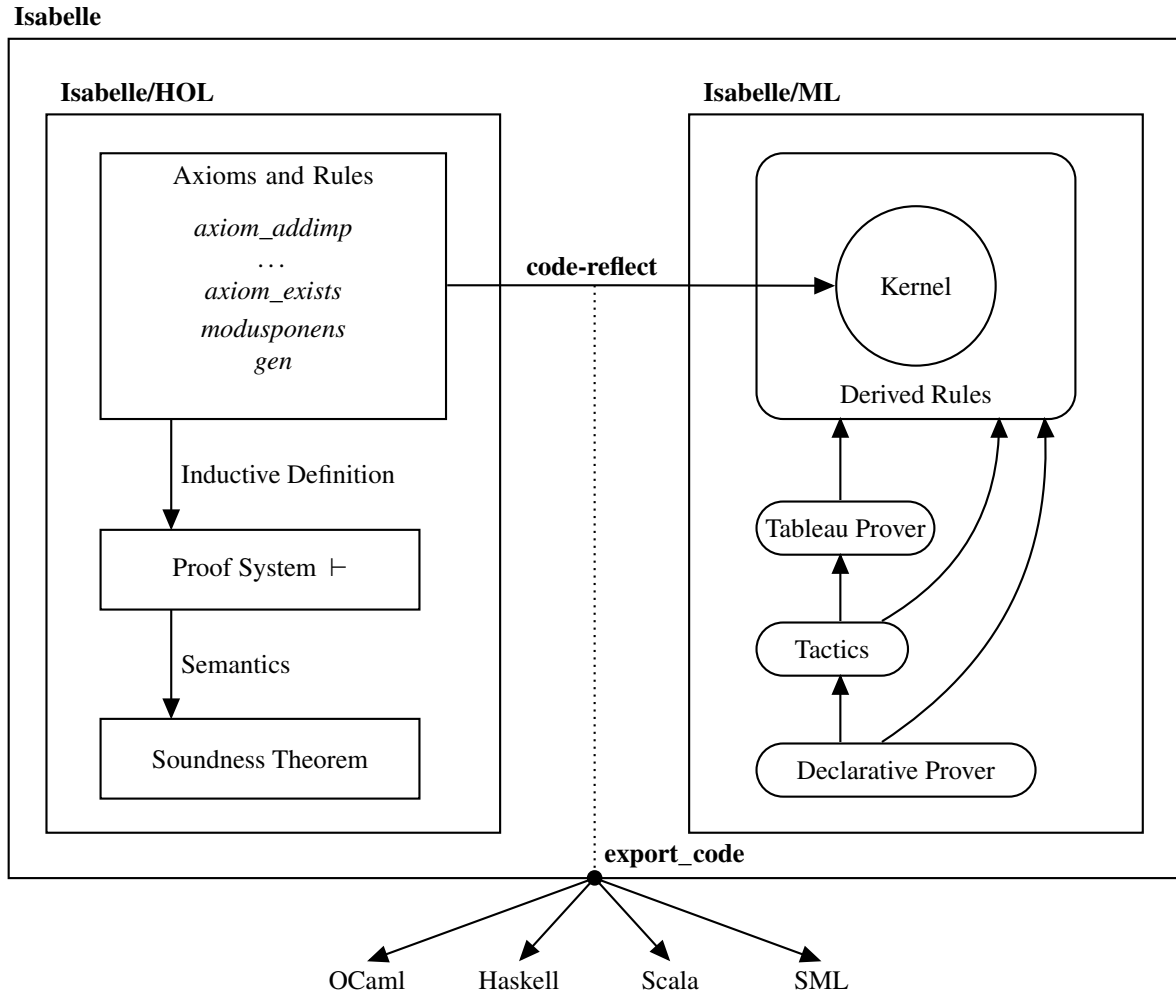 Isabelle
Isabelle/HOL
Axioms and Rules
axiom_addimp
...
axiom_exists
modusponens
gen
Inductive Definition
Proof System ⊢
Semantics
Soundness Theorem
code-reflect
Isabelle/ML
Kernel
Derived Rules
Tableau Prover
Tactics
Declarative Prover
export_code
OCaml
Haskell
Scala
SML